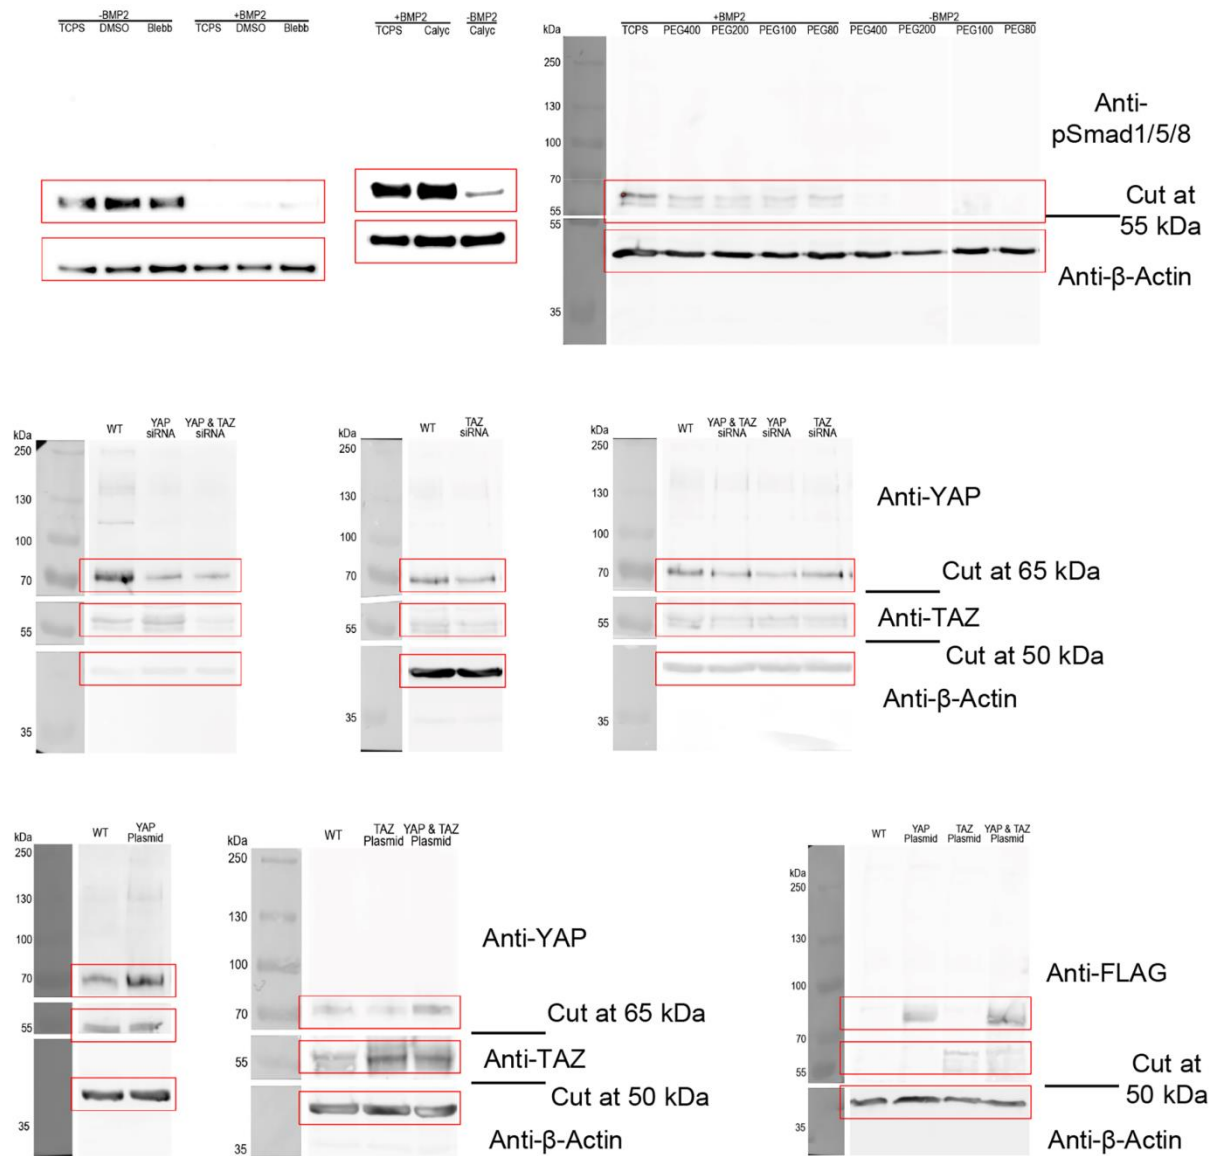 -BMP2 +BMP2
TCPS DMSO Blebb TCPS DMSO Blebb
+BMP2 -BMP2
TCPS Calyc Calyc
+BMP2 -BMP2
kDa TCPS PEG400 PEG200 PEG100 PEG80 PEG400 PEG200 PEG100 PEG80
250
130
100
70
55
55
35
Anti-
pSmad1/5/8
Cut at
55 kDa
Anti-β-Actin
kDa WT YAP siRNA YAP & TAZ siRNA
250
130
100
70
55
35
kDa WT TAZ siRNA
250
130
100
70
55
35
kDa WT YAP & TAZ siRNA YAP siRNA TAZ siRNA
250
130
100
70
55
35
Anti-YAP
Cut at 65 kDa
Anti-TAZ
Cut at 50 kDa
Anti-β-Actin
kDa WT YAP Plasmid
250
130
100
70
55
35
kDa WT TAZ Plasmid YAP & TAZ Plasmid
250
130
100
70
55
35
Anti-YAP
Cut at 65 kDa
Anti-TAZ
Cut at 50 kDa
Anti-β-Actin
kDa WT YAP Plasmid TAZ Plasmid YAP & TAZ Plasmid
250
130
100
70
55
35
Anti-FLAG
Cut at
50 kDa
Anti-β-Actin